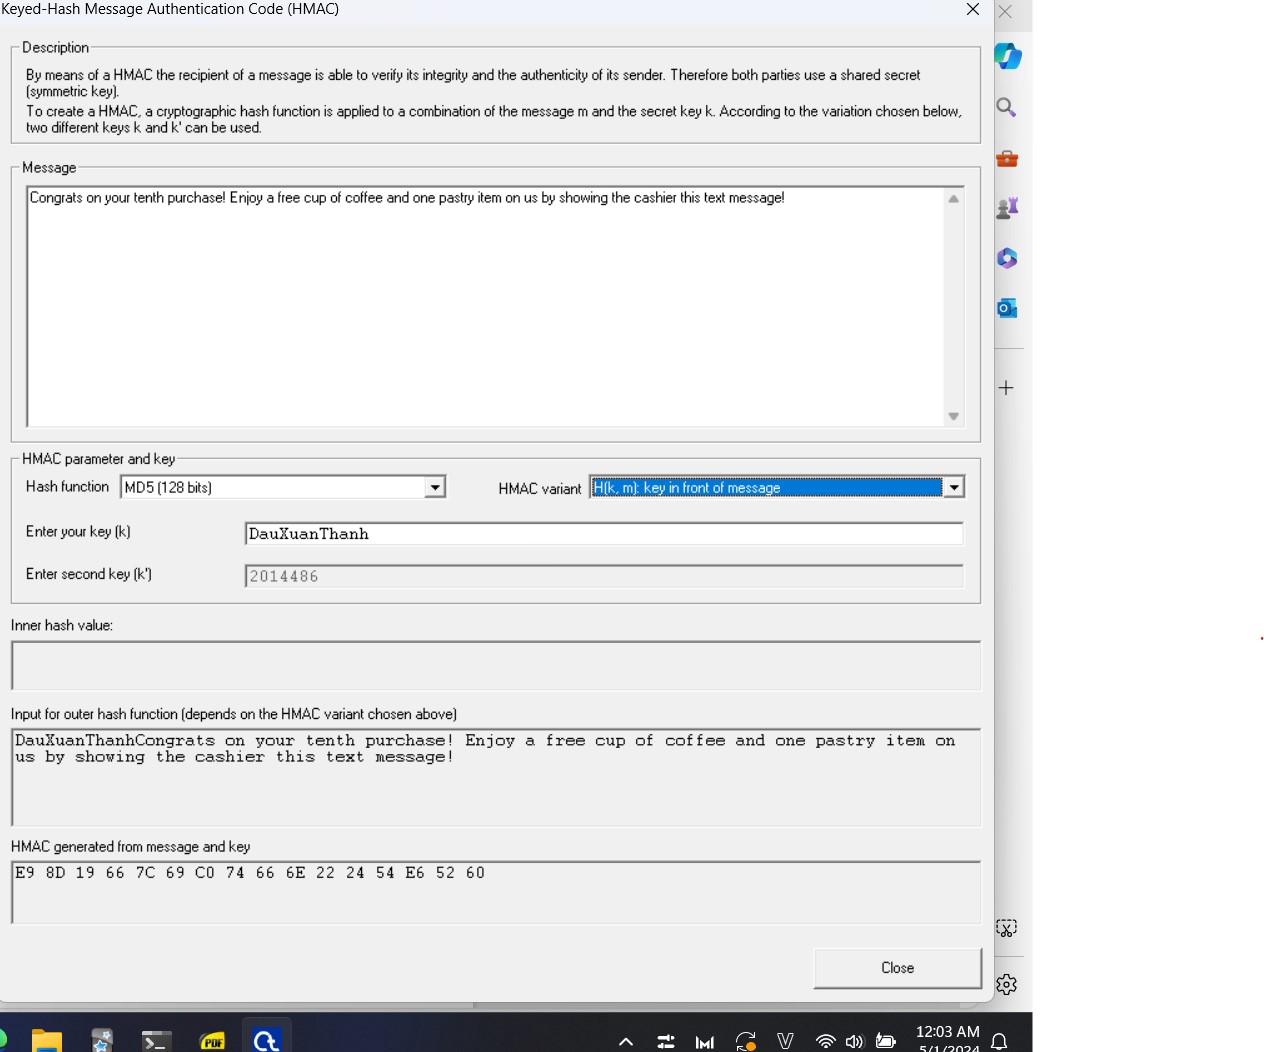 Keyed-Hash Message Authentication Code (HMAC)
Description
By means of a HMAC the recipient of a message is able to verify its integrity and the authenticity of its sender. Therefore both parties use a shared secret
(symmetric key).
To create a HMAC, a cryptographic hash function is applied to a combination of the message m and the secret key k. According to the variation chosen below,
two different keys k and k' can be used.
Message
Congrats on your tenth purchase! Enjoy a free cup of coffee and one pastry item on us by showing the cashier this text message!
HMAC parameter and key
Hash function MD5 (128 bits) HMAC variant H(k, m): key in front of message
Enter your key (k) DauXuanThanh
Enter second key (k') 2014486
Inner hash value:
Input for outer hash function (depends on the HMAC variant chosen above)
DauXuanThanhCongrats on your tenth purchase! Enjoy a free cup of coffee and one pastry item on
us by showing the cashier this text message!
HMAC generated from message and key
E9 8D 19 66 7C 69 C0 74 66 6E 22 24 54 E6 52 60
Close
PDF
12:03 AM
5/1/2024